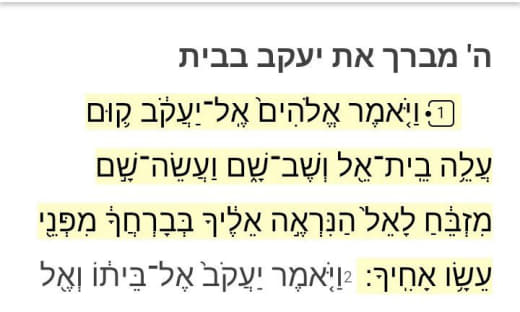 ה' מברך את יעקב בבית
1 וַיֹּ֤אמֶר אֱלֹהִים֙ אֶֽל־יַעֲקֹ֔ב ק֛וּם
עֲלֵ֥ה בֵֽית־אֵ֖ל וְשֶׁב־שָׁ֑ם וַעֲשֵׂה־שָׁ֣ם
מִזְבֵּ֔חַ לָאֵל֙ הַנִּרְאֶ֣ה אֵלֶ֔יךָ בְּבׇרְחֲךָ֔ מִפְּנֵ֖י
עֵשָׂ֥ו אָחִֽיךָ׃ 2 וַיֹּ֤אמֶר יַעֲקֹב֙ אֶל־בֵּית֔וֹ וְאֶ֖ל